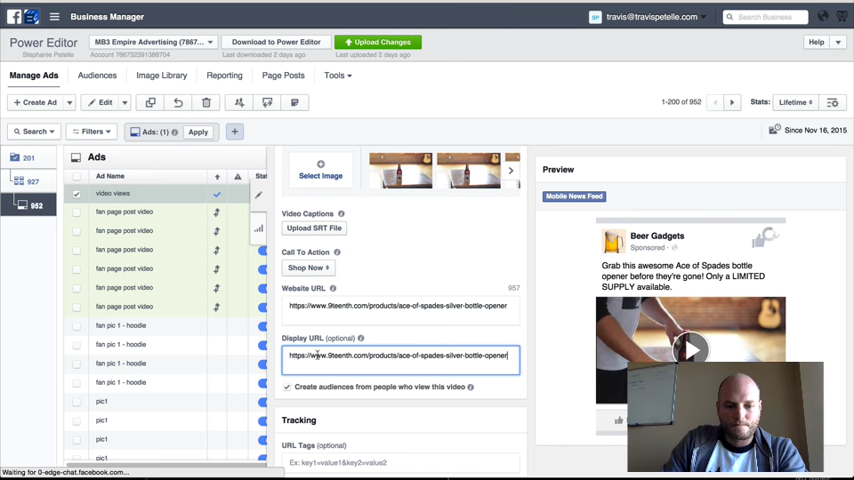 Business Manager
SP travis@travispetelle.com
Search Business
Power Editor
Stephanie Petelle
MB3 Empire Advertising (7867...
Account 786732391388704
Download to Power Editor
Last downloaded 2 days ago
Upload Changes
Last uploaded 2 days ago
Help
Manage Ads
Audiences
Image Library
Reporting
Page Posts
Tools
+ Create Ad
Edit
1-200 of 952
Stats: Lifetime
Search
Filters
Ads: (1)
Apply
+
Since Nov 16, 2015
201
927
952
Ads
Ad Name
Stat
video views
fan page post video
fan page post video
fan page post video
fan page post video
fan page post video
fan page post video
fan pic 1 - hoodie
fan pic 1 - hoodie
fan pic 1 - hoodie
fan pic 1 - hoodie
pic1
pic1
pic1
pic1
Select Image
Video Captions
Upload SRT File
Call To Action
Shop Now
Website URL
957
https://www.9teenth.com/products/ace-of-spades-silver-bottle-opener
Display URL (optional)
https://www.9teenth.com/products/ace-of-spades-silver-bottle-opener
Create audiences from people who view this video
Tracking
URL Tags (optional)
Ex: key1=value1&key2=value2
Preview
Mobile News Feed
Beer Gadgets
Sponsored ·
Grab this awesome Ace of Spades bottle
opener before they're gone! Only a LIMITED
SUPPLY available.
Waiting for 0-edge-chat.facebook.com...